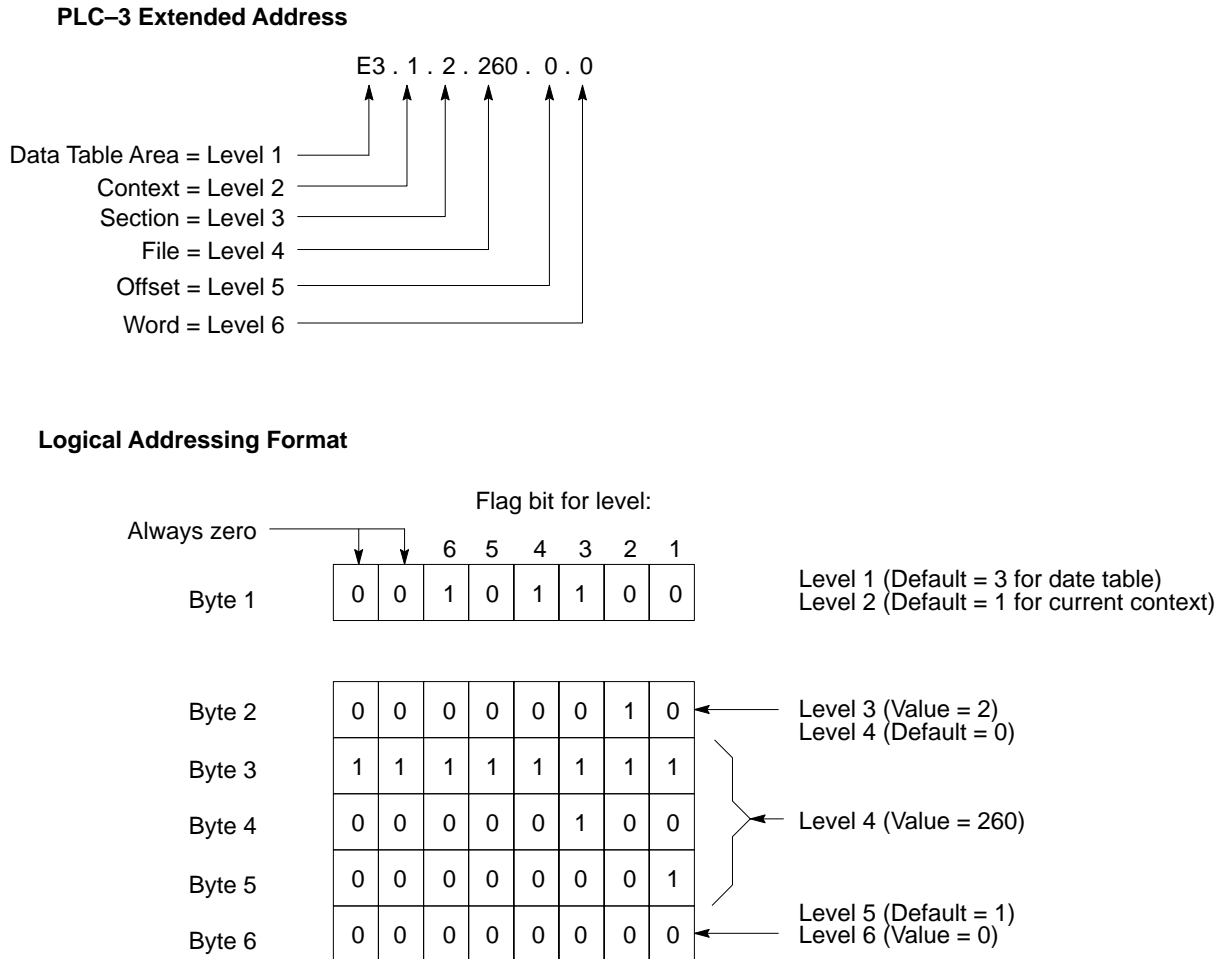 PLC–3 Extended Address
E3 . 1 . 2 . 260 . 0 . 0
Data Table Area = Level 1
Context = Level 2
Section = Level 3
File = Level 4
Offset = Level 5
Word = Level 6
Logical Addressing Format
Flag bit for level:
Always zero
6 5 4 3 2 1
Byte 1 0 0 1 0 1 1 0 0
Level 1 (Default = 3 for date table)
Level 2 (Default = 1 for current context)
Byte 2 0 0 0 0 0 0 1 0
Level 3 (Value = 2)
Level 4 (Default = 0)
Byte 3 1 1 1 1 1 1 1 1
Byte 4 0 0 0 0 0 1 0 0
Level 4 (Value = 260)
Byte 5 0 0 0 0 0 0 0 1
Level 5 (Default = 1)
Byte 6 0 0 0 0 0 0 0 0
Level 6 (Value = 0)